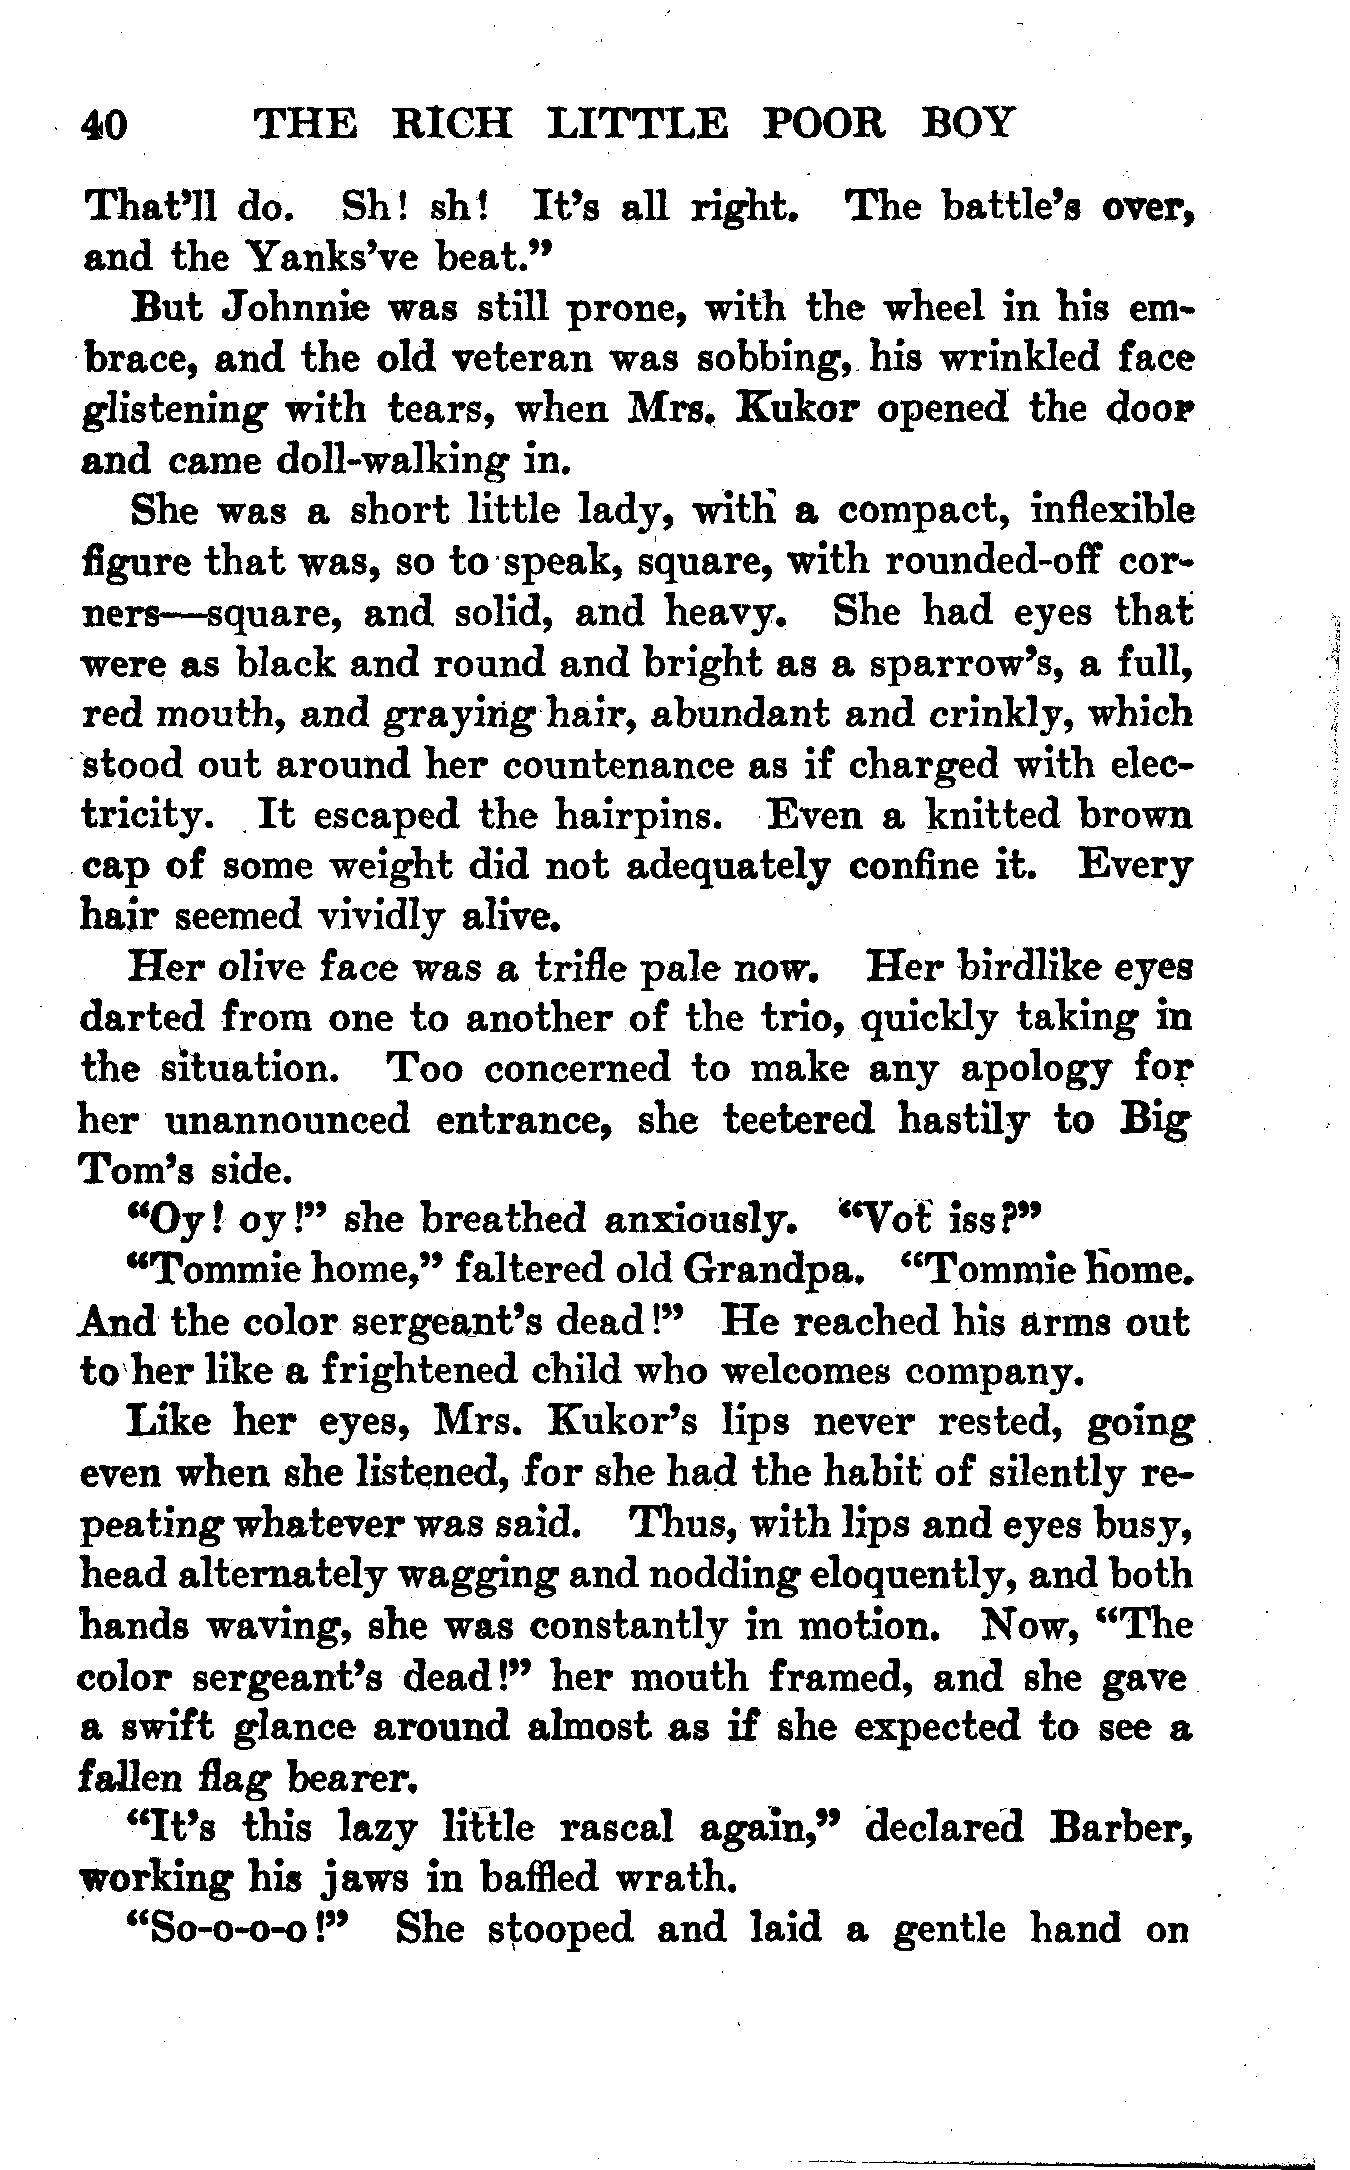 40 THE RICH LITTLE POOR BOY
That'll do. Sh! sh! It's all right. The battle's over,
and the Yanks've beat."
But Johnnie was still prone, with the wheel in his em-
brace, and the old veteran was sobbing, his wrinkled face
glistening with tears, when Mrs. Kukor opened the door
and came doll-walking in.
She was a short little lady, with a compact, inflexible
figure that was, so to speak, square, with rounded-off cor-
ners—square, and solid, and heavy. She had eyes that
were as black and round and bright as a sparrow's, a full,
red mouth, and graying hair, abundant and crinkly, which
stood out around her countenance as if charged with elec-
tricity. It escaped the hairpins. Even a knitted brown
cap of some weight did not adequately confine it. Every
hair seemed vividly alive.
Her olive face was a trifle pale now. Her birdlike eyes
darted from one to another of the trio, quickly taking in
the situation. Too concerned to make any apology for
her unannounced entrance, she teetered hastily to Big
Tom's side.
"Oy! oy!" she breathed anxiously. "Vot iss?"
"Tommie home," faltered old Grandpa. "Tommie home.
And the color sergeant's dead!" He reached his arms out
to her like a frightened child who welcomes company.
Like her eyes, Mrs. Kukor's lips never rested, going
even when she listened, for she had the habit of silently re-
peating whatever was said. Thus, with lips and eyes busy,
head alternately wagging and nodding eloquently, and both
hands waving, she was constantly in motion. Now, "The
color sergeant's dead!" her mouth framed, and she gave
a swift glance around almost as if she expected to see a
fallen flag bearer.
"It's this lazy little rascal again," declared Barber,
working his jaws in baffled wrath.
"So-o-o-o!" She stooped and laid a gentle hand on